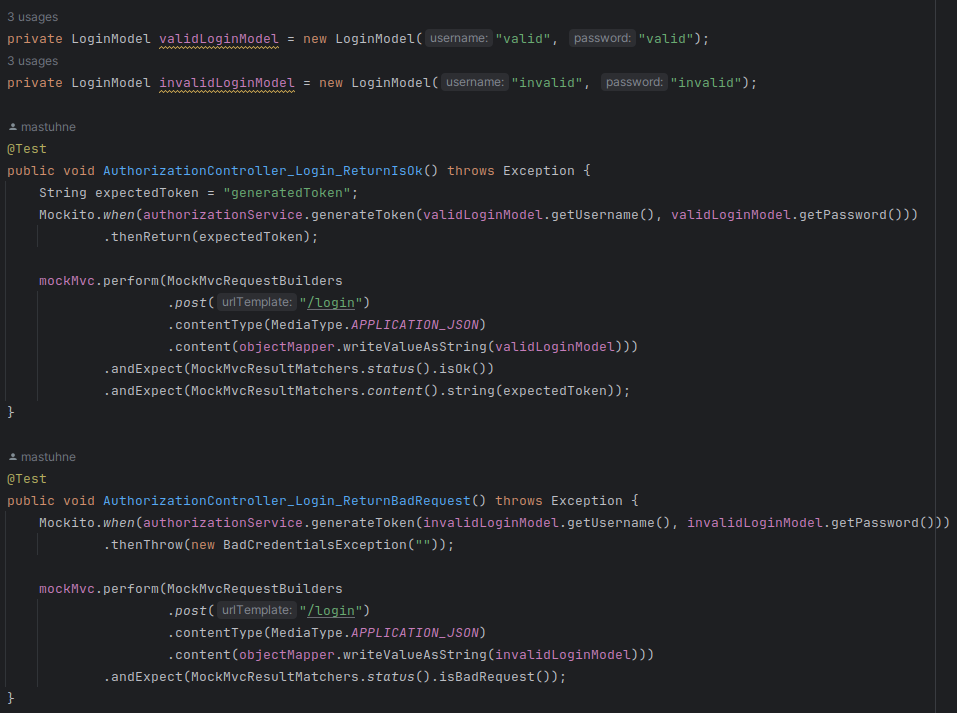 3 usages
private LoginModel validLoginModel = new LoginModel( username: "valid", password: "valid");
3 usages
private LoginModel invalidLoginModel = new LoginModel( username: "invalid", password: "invalid");
mastuhne
@Test
public void AuthorizationController_Login_ReturnIsOk() throws Exception {
String expectedToken = "generatedToken";
Mockito.when(authorizationService.generateToken(validLoginModel.getUsername(), validLoginModel.getPassword()))
.thenReturn(expectedToken);
mockMvc.perform(MockMvcRequestBuilders
.post( urlTemplate: "/login")
.contentType(MediaType.APPLICATION_JSON)
.content(objectMapper.writeValueAsString(validLoginModel)))
.andExpect(MockMvcResultMatchers.status().isOk())
.andExpect(MockMvcResultMatchers.content().string(expectedToken));
}
mastuhne
@Test
public void AuthorizationController_Login_ReturnBadRequest() throws Exception {
Mockito.when(authorizationService.generateToken(invalidLoginModel.getUsername(), invalidLoginModel.getPassword()))
.thenThrow(new BadCredentialsException(""));
mockMvc.perform(MockMvcRequestBuilders
.post( urlTemplate: "/login")
.contentType(MediaType.APPLICATION_JSON)
.content(objectMapper.writeValueAsString(invalidLoginModel)))
.andExpect(MockMvcResultMatchers.status().isBadRequest());
}